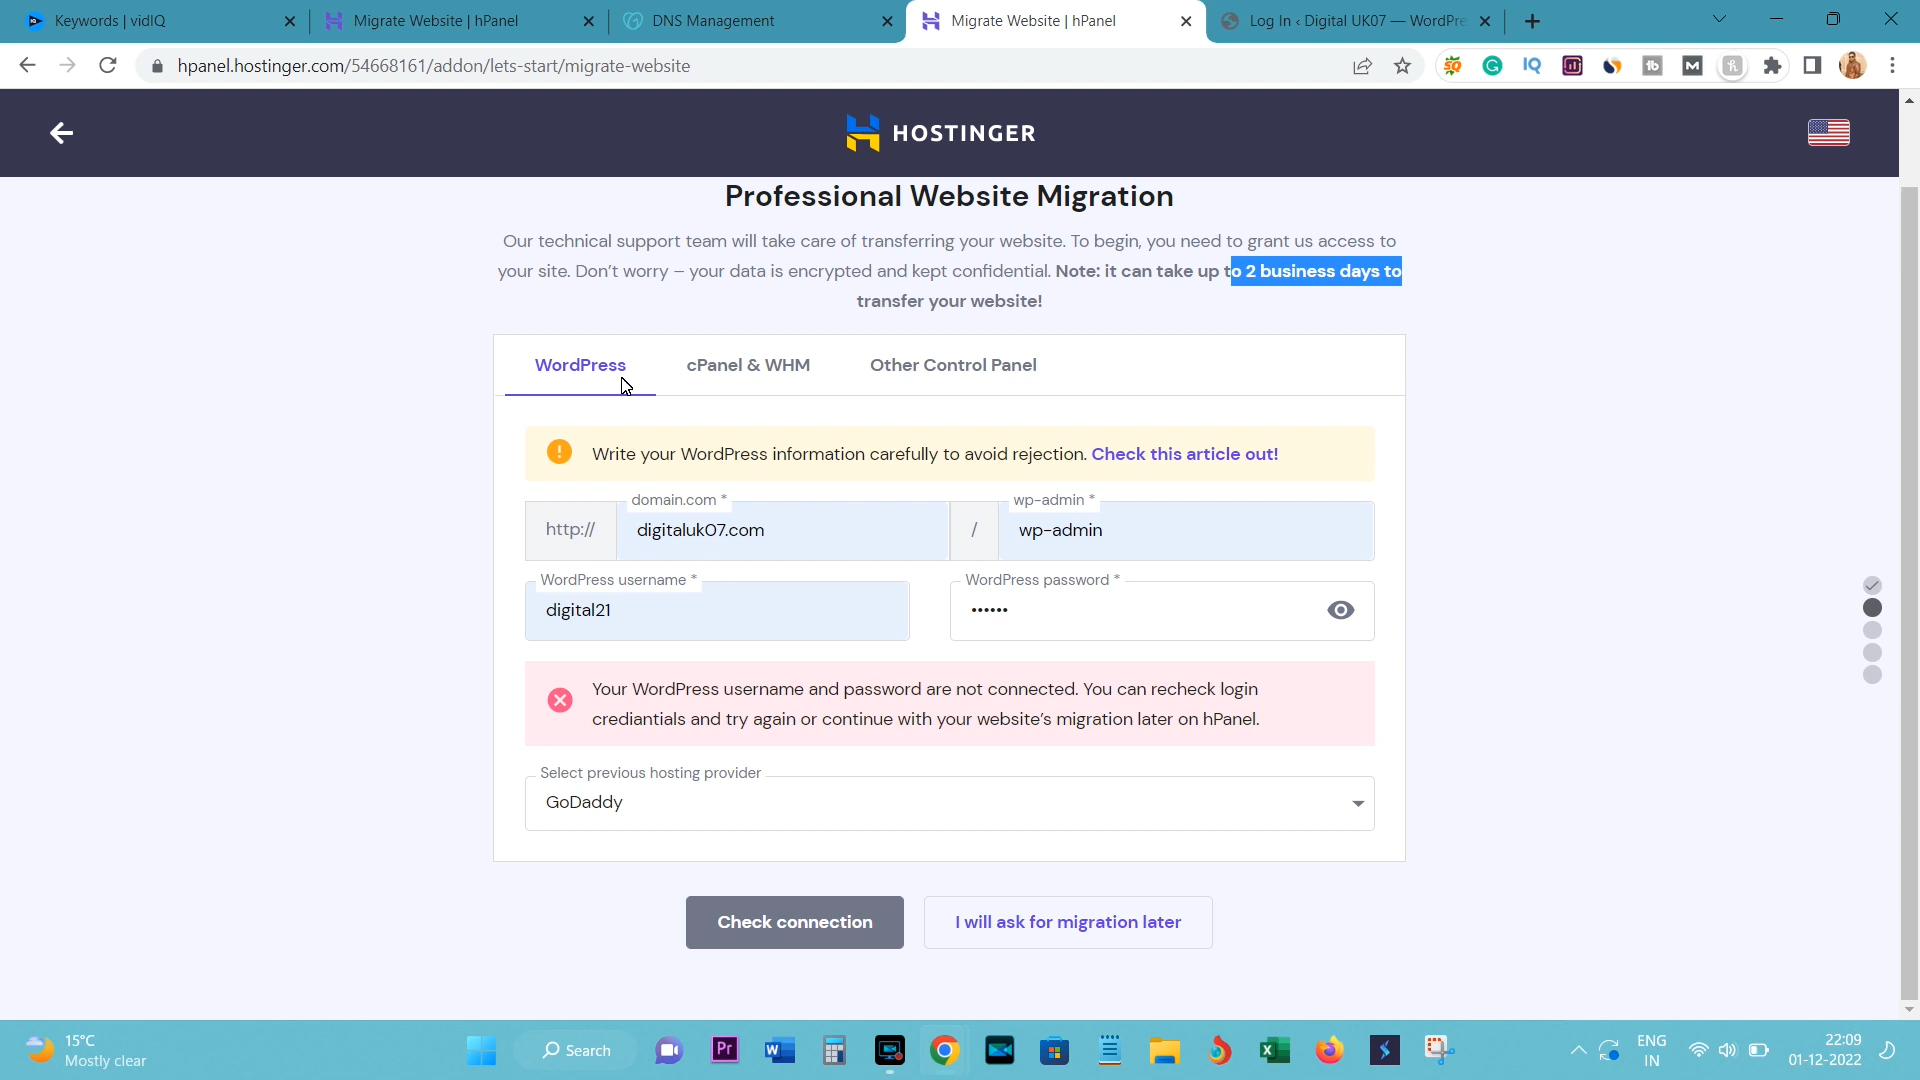 Keywords | vidIQ
Migrate Website | hPanel
DNS Management
Migrate Website | hPanel
Log In ‹ Digital UK07 — WordPre
hpanel.hostinger.com/54668161/addon/lets-start/migrate-website
HOSTINGER
Professional Website Migration
Our technical support team will take care of transferring your website. To begin, you need to grant us access to
your site. Don't worry – your data is encrypted and kept confidential. Note: it can take up to 2 business days to
transfer your website!
WordPress
cPanel & WHM
Other Control Panel
Write your WordPress information carefully to avoid rejection. Check this article out!
domain.com *
wp-admin *
http://
digitaluk07.com
/
wp-admin
WordPress username *
WordPress password *
digital21
••••••
Your WordPress username and password are not connected. You can recheck login
crediantials and try again or continue with your website's migration later on hPanel.
Select previous hosting provider
GoDaddy
Check connection
I will ask for migration later
15°C
Mostly clear
Search
ENG
IN
22:09
01-12-2022